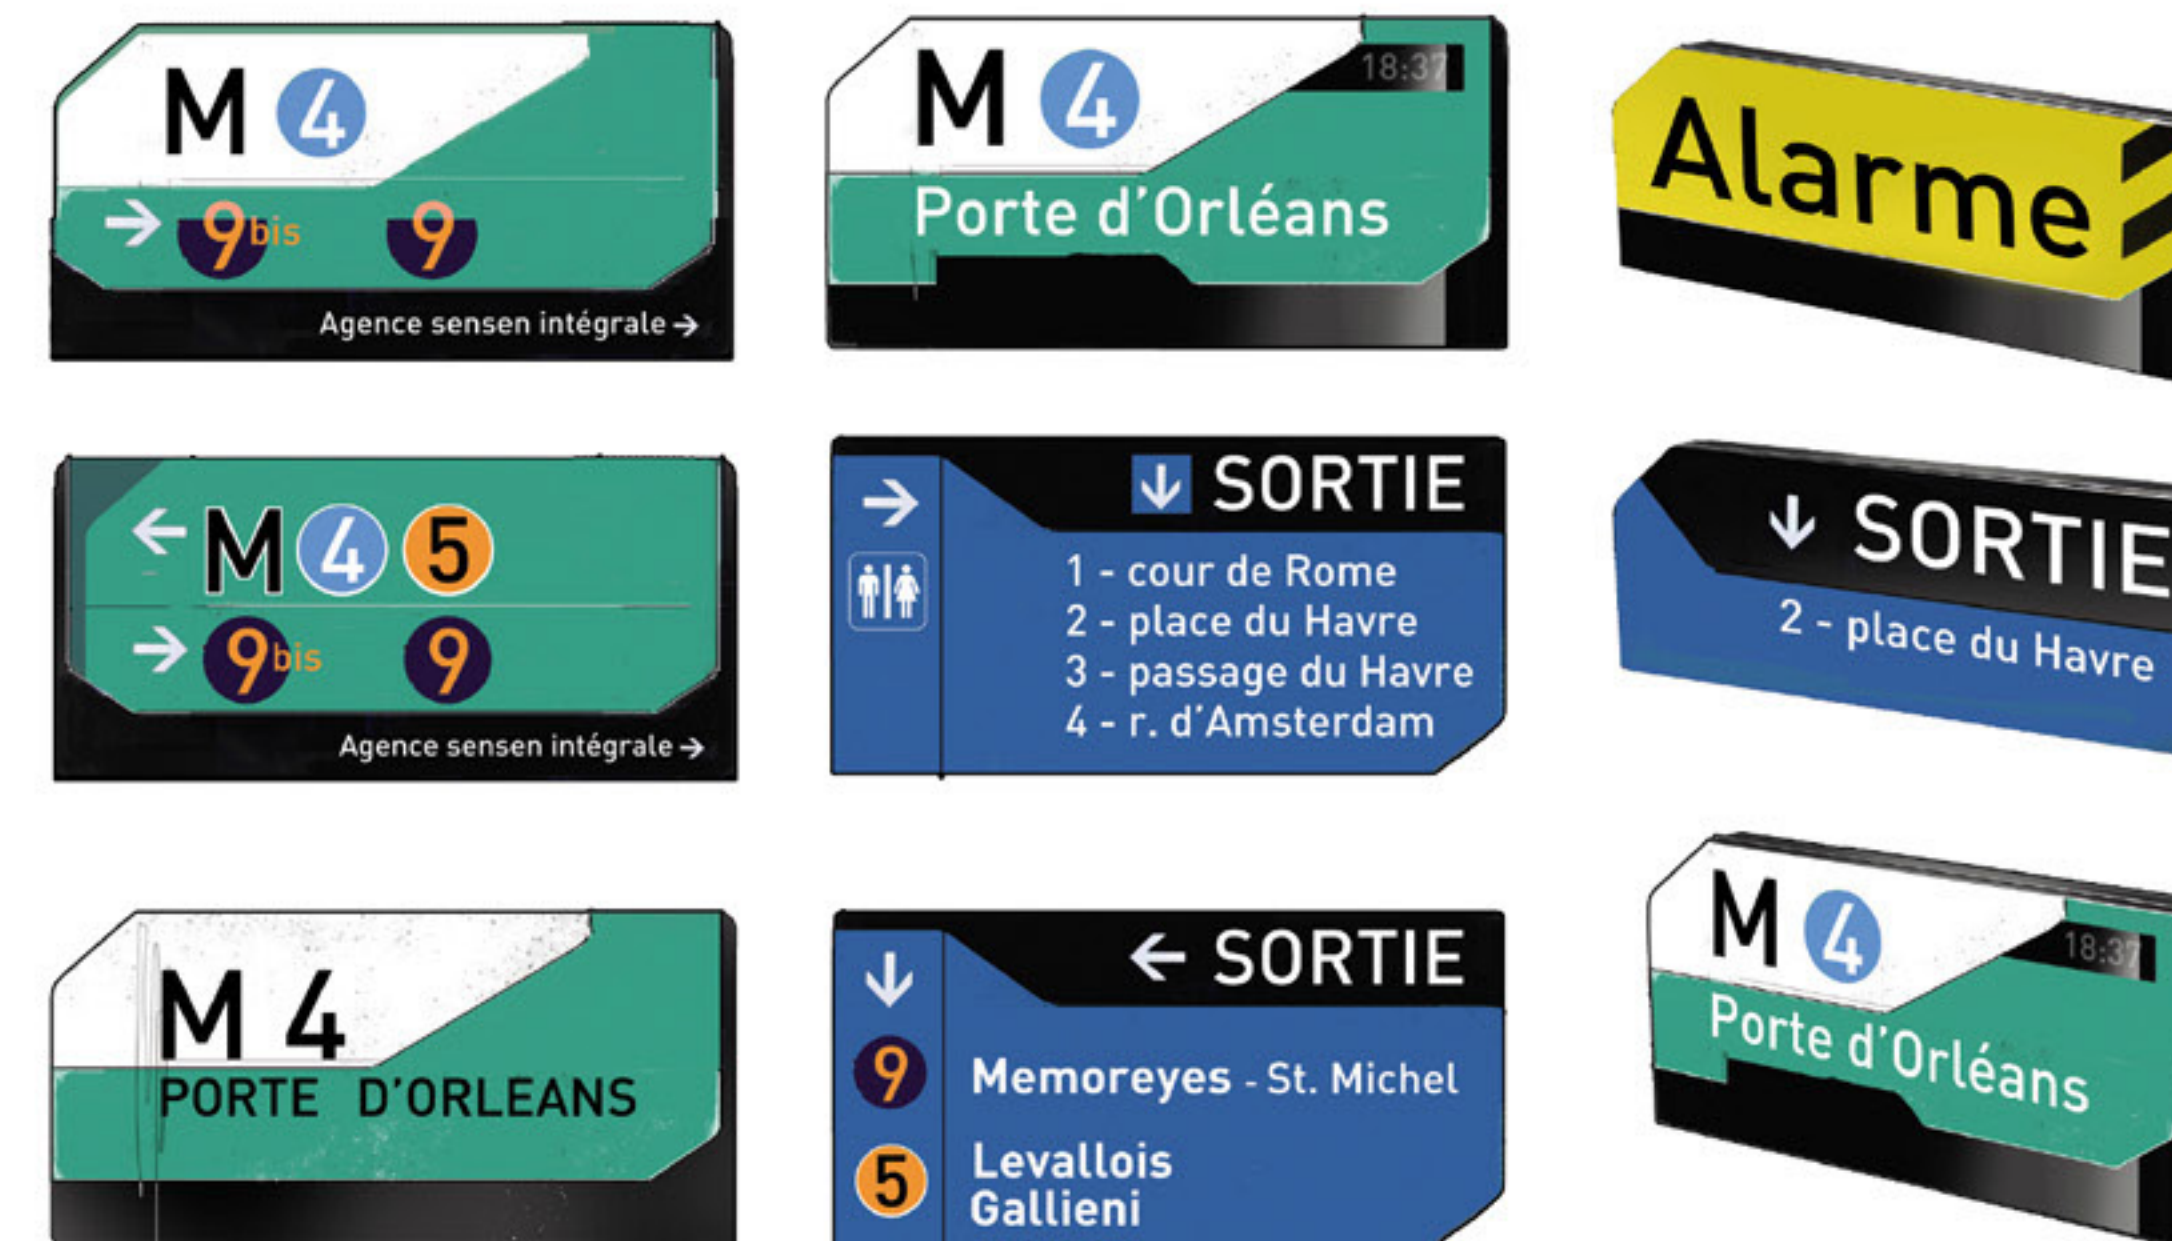 M 4
→ 9bis 9
Agence sensen intégrale →
M 4
18:37
Porte d'Orléans
Alarme
← M 4 5
→ 9bis 9
Agence sensen intégrale →
→
↓ SORTIE
1 - cour de Rome
2 - place du Havre
3 - passage du Havre
4 - r. d'Amsterdam
↓ SORTIE
2 - place du Havre
M 4
PORTE D'ORLEANS
← SORTIE
↓
9 Memoreyes - St. Michel
5 Levallois
Gallieni
M 4
18:37
Porte d'Orléans